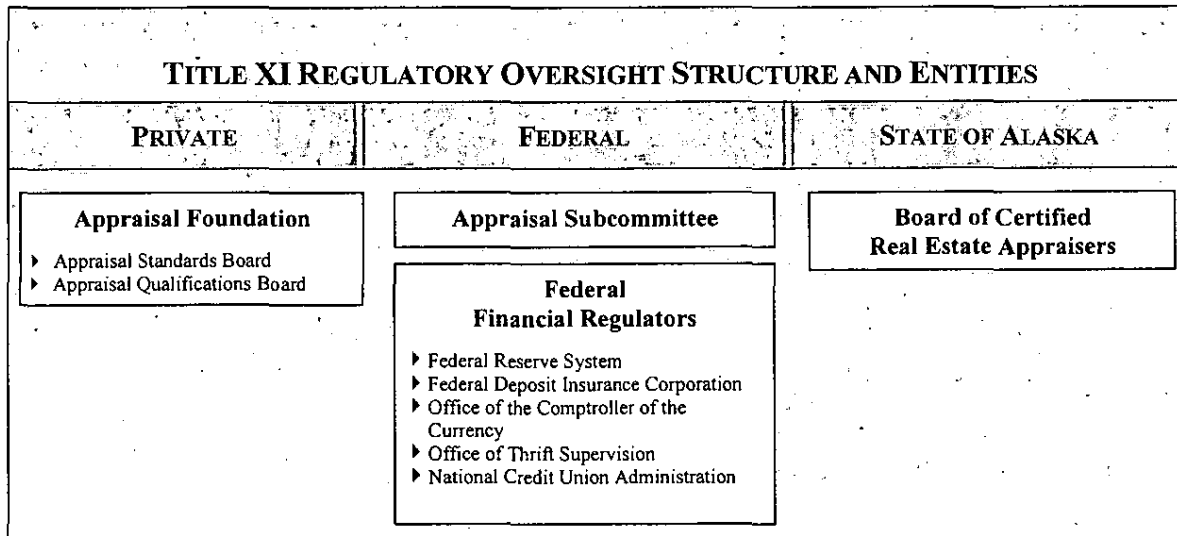 TITLE XI REGULATORY OVERSIGHT STRUCTURE AND ENTITIES
PRIVATE
FEDERAL
STATE OF ALASKA
Appraisal Foundation
▸ Appraisal Standards Board
▸ Appraisal Qualifications Board
Appraisal Subcommittee
Federal
Financial Regulators
▸ Federal Reserve System
▸ Federal Deposit Insurance Corporation
▸ Office of the Comptroller of the
Currency
▸ Office of Thrift Supervision
▸ National Credit Union Administration
Board of Certified
Real Estate Appraisers